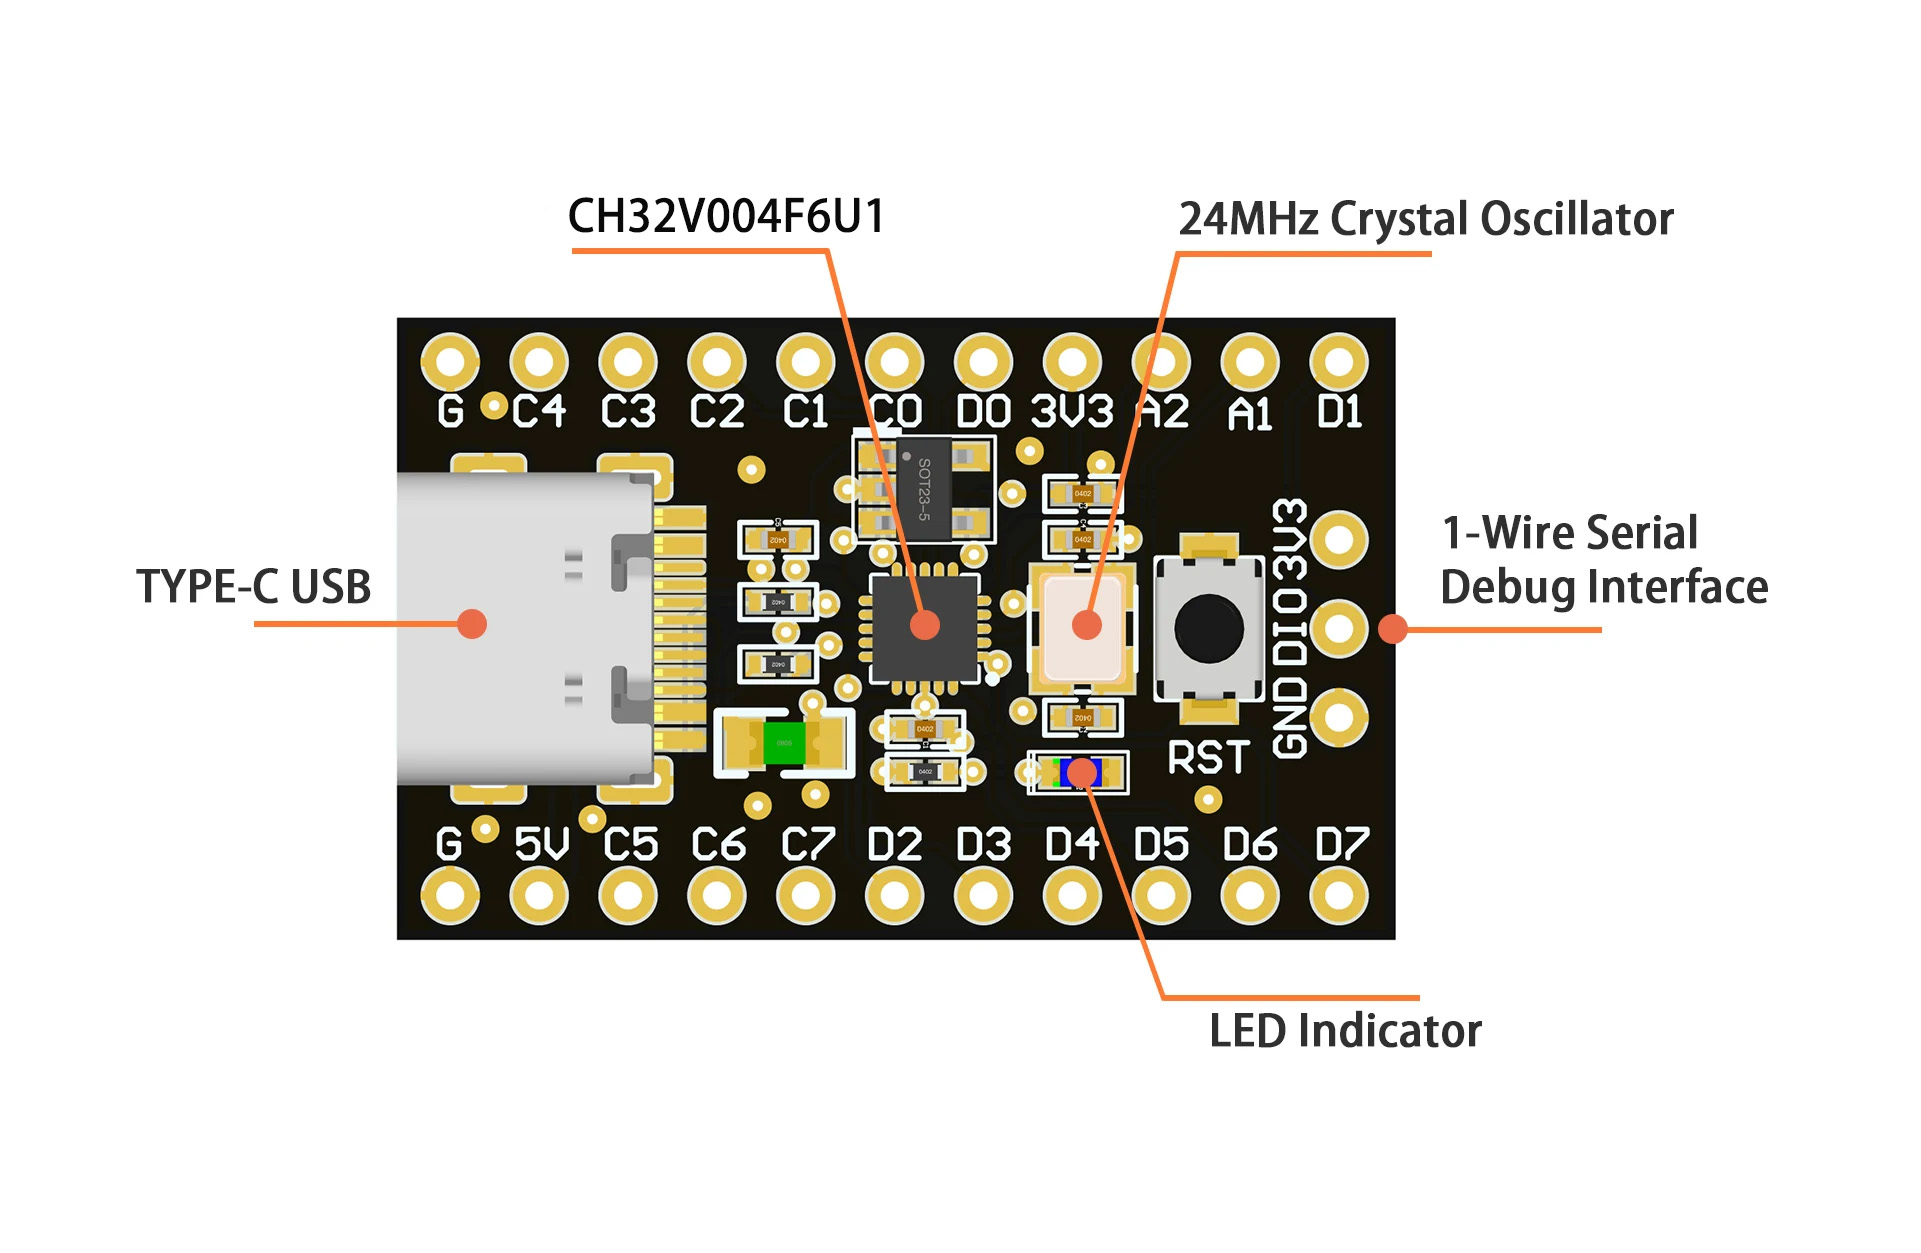 CH32V004F6U1
24MHz Crystal Oscillator
G C4 C3 C2 C1 C0 D0 3V3 A2 A1 D1
SOT23-5
0402
0402
0402
0402
0402
TYPE-C USB
1-Wire Serial
Debug Interface
GND DIO 3V3
0402
0402
0402
RST
G 5V C5 C6 C7 D2 D3 D4 D5 D6 D7
LED Indicator